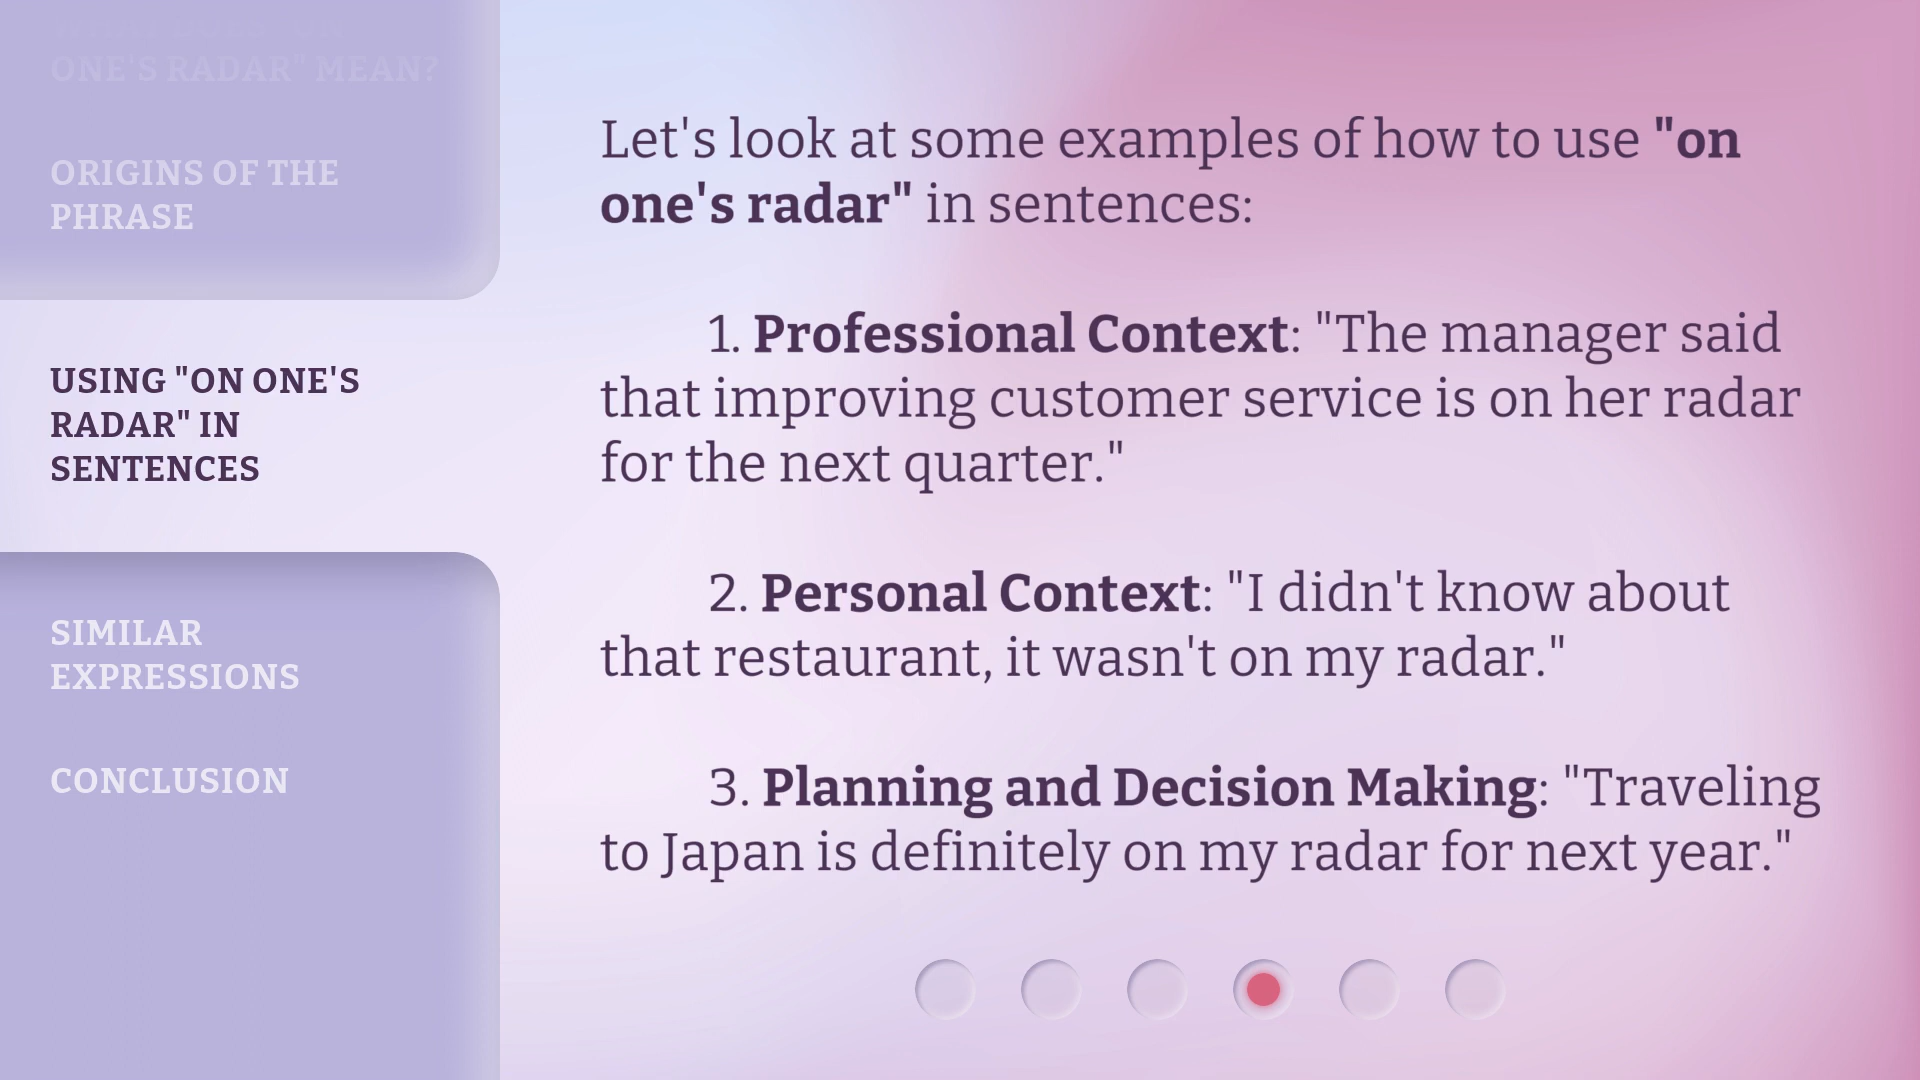 ONE'S RADAR" MEAN?
ORIGINS OF THE
PHRASE
USING "ON ONE'S
RADAR" IN
SENTENCES
SIMILAR
EXPRESSIONS
CONCLUSION
Let's look at some examples of how to use "on
one's radar" in sentences:
1. Professional Context: "The manager said
that improving customer service is on her radar
for the next quarter."
2. Personal Context: "I didn't know about
that restaurant, it wasn't on my radar."
3. Planning and Decision Making: "Traveling
to Japan is definitely on my radar for next year."